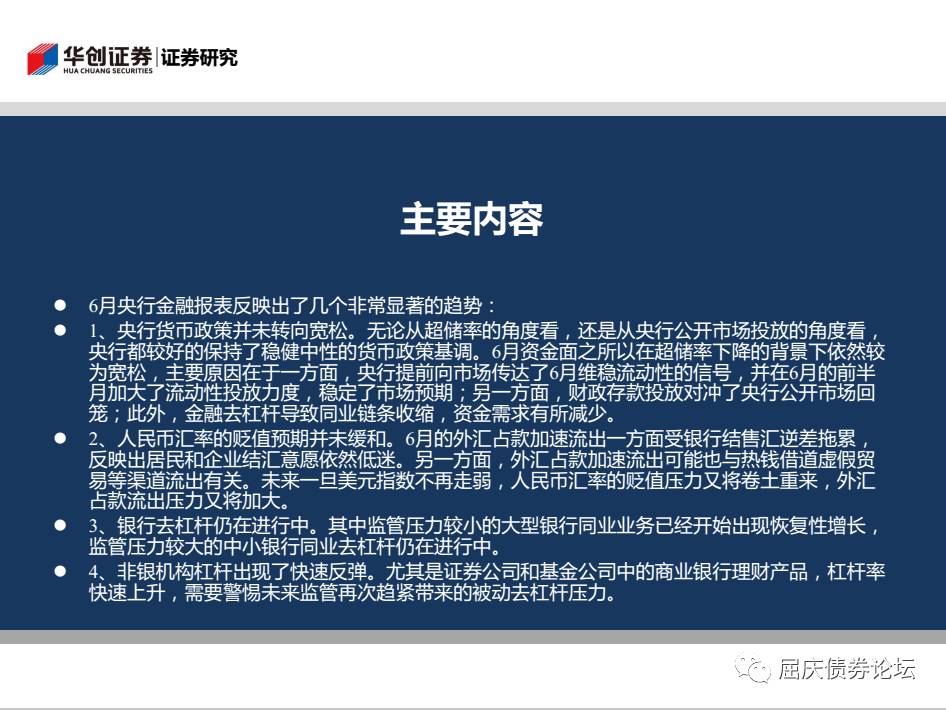 华创证券 证券研究
HUA CHUANG SECURITIES
主要内容
● 6月央行金融报表反映出了几个非常显著的趋势：
● 1、央行货币政策并未转向宽松。无论从超储率的角度看，还是从央行公开市场投放的角度看，
央行都较好的保持了稳健中性的货币政策基调。6月资金面之所以在超储率下降的背景下依然较
为宽松，主要原因在于一方面，央行提前向市场传达了6月维稳流动性的信号，并在6月的前半
月加大了流动性投放力度，稳定了市场预期；另一方面，财政存款投放对冲了央行公开市场回
笼；此外，金融去杠杆导致同业链条收缩，资金需求有所减少。
● 2、人民币汇率的贬值预期并未缓和。6月的外汇占款加速流出一方面受银行结售汇逆差拖累，
反映出居民和企业结汇意愿依然低迷。另一方面，外汇占款加速流出可能也与热钱借道虚假贸
易等渠道流出有关。未来一旦美元指数不再走弱，人民币汇率的贬值压力又将卷土重来，外汇
占款流出压力又将加大。
● 3、银行去杠杆仍在进行中。其中监管压力较小的大型银行同业业务已经开始出现恢复性增长，
监管压力较大的中小银行同业去杠杆仍在进行中。
● 4、非银机构杠杆出现了快速反弹。尤其是证券公司和基金公司中的商业银行理财产品，杠杆率
快速上升，需要警惕未来监管再次趋紧带来的被动去杠杆压力。
屈庆债券论坛